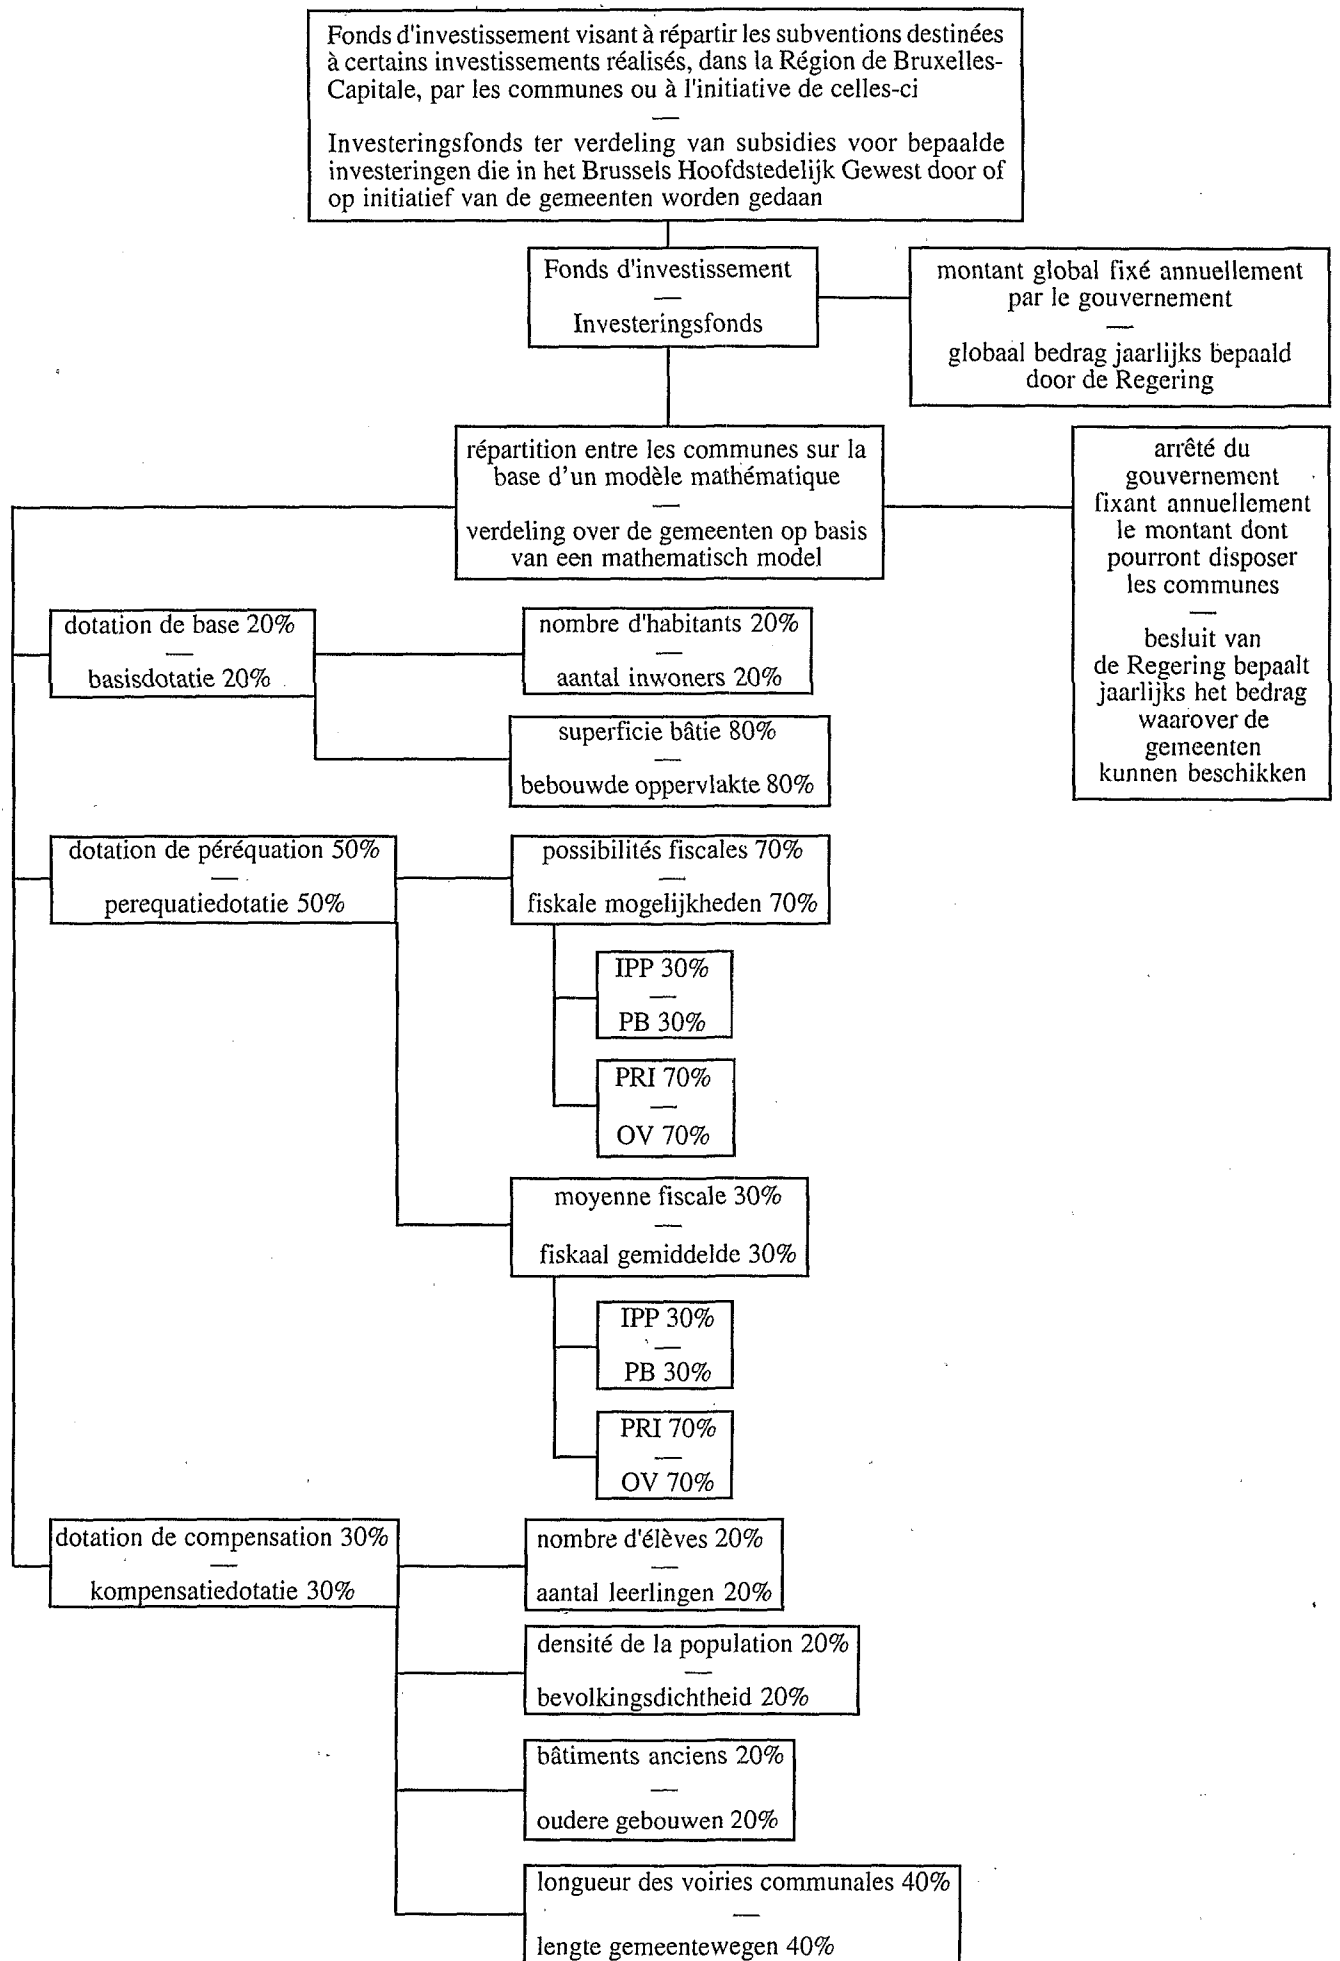 Fonds d'investissement visant à répartir les subventions destinées
à certains investissements réalisés, dans la Région de Bruxelles-
Capitale, par les communes ou à l'initiative de celles-ci
—
Investeringsfonds ter verdeling van subsidies voor bepaalde
investeringen die in het Brussels Hoofdstedelijk Gewest door of
op initiatief van de gemeenten worden gedaan
Fonds d'investissement
—
Investeringsfonds
montant global fixé annuellement
par le gouvernement
—
globaal bedrag jaarlijks bepaald
door de Regering
répartition entre les communes sur la
base d'un modèle mathématique
—
verdeling over de gemeenten op basis
van een mathematisch model
arrêté du
gouvernement
fixant annuellement
le montant dont
pourront disposer
les communes
—
besluit van
de Regering bepaalt
jaarlijks het bedrag
waarover de
gemeenten
kunnen beschikken
dotation de base 20%
—
basisdotatie 20%
nombre d'habitants 20%
—
aantal inwoners 20%
superficie bâtie 80%
—
bebouwde oppervlakte 80%
dotation de péréquation 50%
—
perequatiedotatie 50%
possibilités fiscales 70%
—
fiskale mogelijkheden 70%
IPP 30%
—
PB 30%
PRI 70%
—
OV 70%
moyenne fiscale 30%
—
fiskaal gemiddelde 30%
IPP 30%
—
PB 30%
PRI 70%
—
OV 70%
dotation de compensation 30%
—
kompensatiedotatie 30%
nombre d'élèves 20%
—
aantal leerlingen 20%
densité de la population 20%
—
bevolkingsdichtheid 20%
bâtiments anciens 20%
—
oudere gebouwen 20%
longueur des voiries communales 40%
—
lengte gemeentewegen 40%